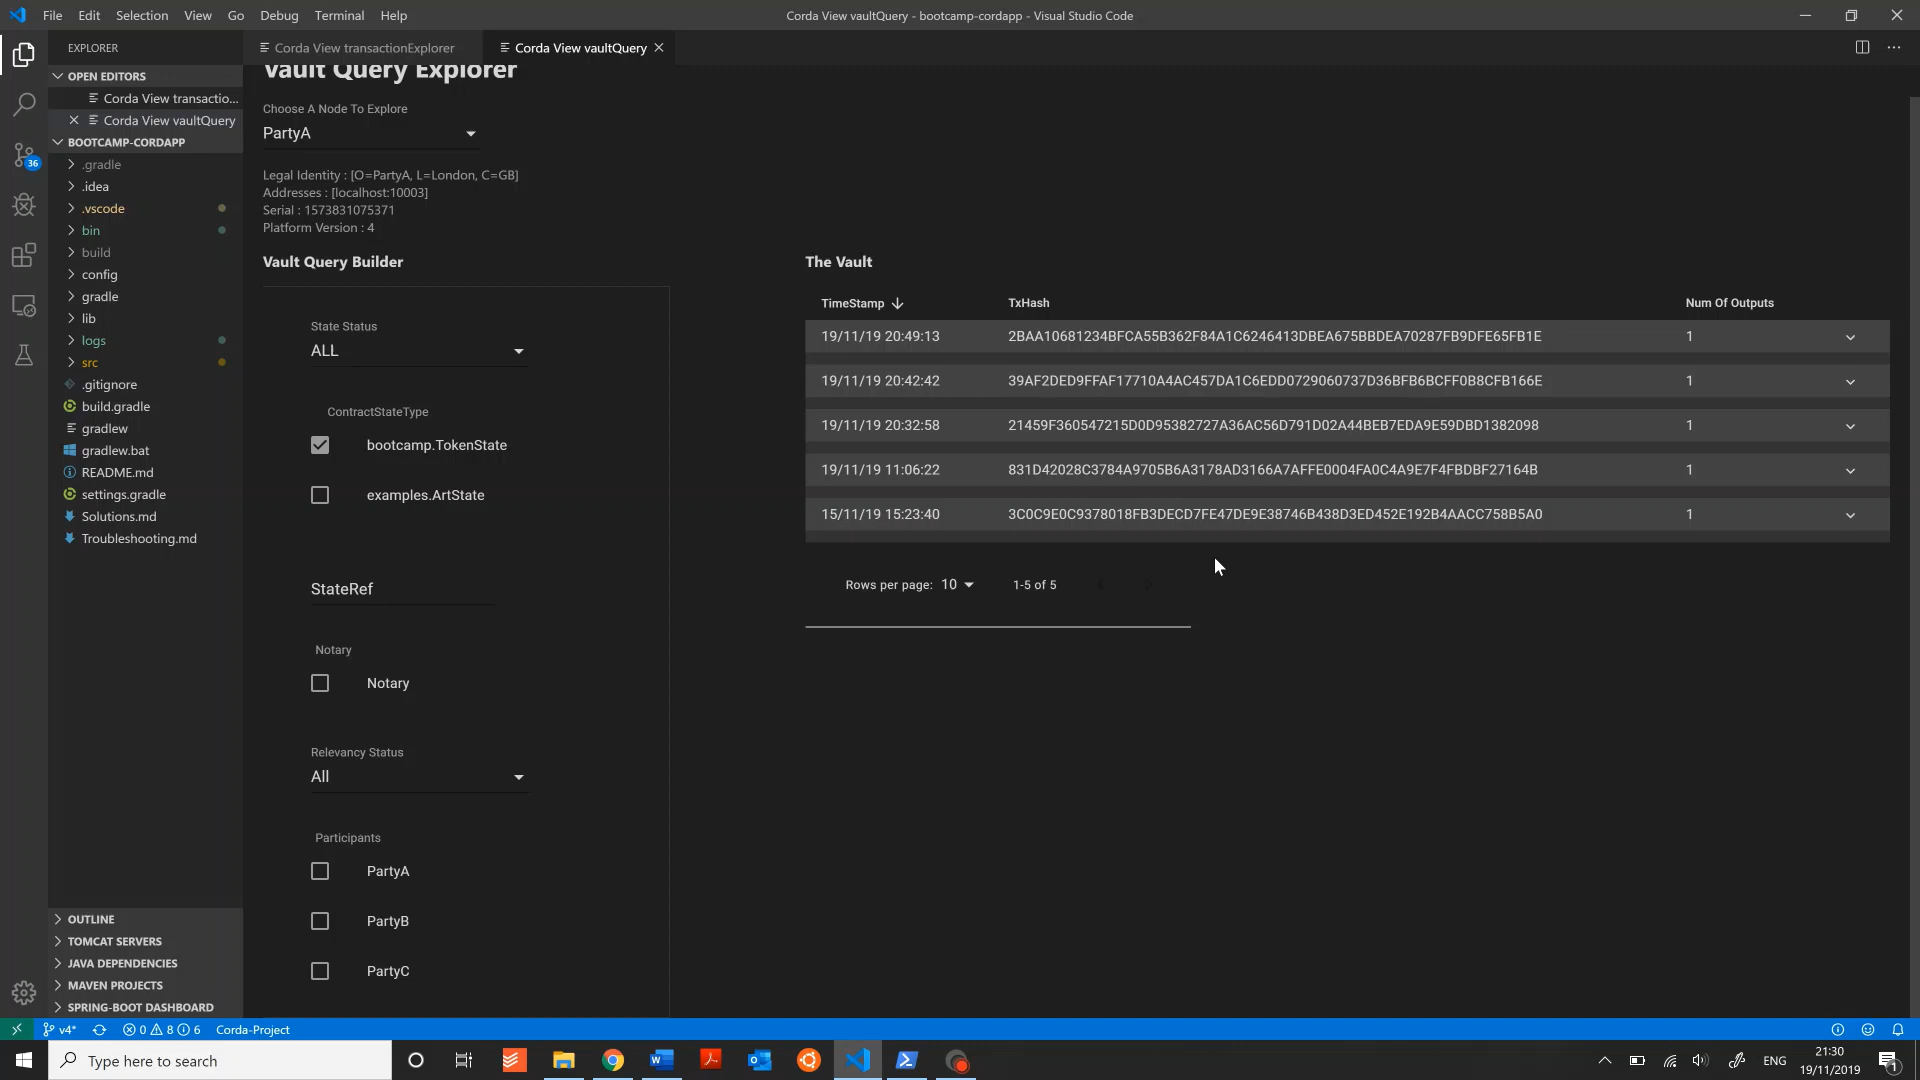 File Edit Selection View Go Debug Terminal Help
Corda View vaultQuery - bootcamp-cordapp - Visual Studio Code
EXPLORER
OPEN EDITORS
Corda View transactio...
Corda View vaultQuery
BOOTCAMP-CORDAPP
.gradle
.idea
.vscode
bin
build
config
gradle
lib
logs
src
.gitignore
build.gradle
gradlew
gradlew.bat
README.md
settings.gradle
Solutions.md
Troubleshooting.md
OUTLINE
TOMCAT SERVERS
JAVA DEPENDENCIES
MAVEN PROJECTS
SPRING-BOOT DASHBOARD
36
Corda View transactionExplorer
Corda View vaultQuery
Vault Query Explorer
Choose A Node To Explore
PartyA
Legal Identity : [O=PartyA, L=London, C=GB]
Addresses : [localhost:10003]
Serial : 1573831075371
Platform Version : 4
Vault Query Builder
State Status
ALL
ContractStateType
bootcamp.TokenState
examples.ArtState
StateRef
Notary
Notary
Relevancy Status
All
Participants
PartyA
PartyB
PartyC
The Vault
TimeStamp TxHash Num Of Outputs
19/11/19 20:49:13 2BAA10681234BFCA55B362F84A1C6246413DBEA675BBDEA70287FB9DFE65FB1E 1
19/11/19 20:42:42 39AF2DED9FFAF17710A4AC457DA1C6EDD0729060737D36BFB6BCFF0B8CFB166E 1
19/11/19 20:32:58 21459F360547215D0D95382727A36AC56D791D02A44BEB7EDA9E59DBD1382098 1
19/11/19 11:06:22 831D42028C3784A9705B6A3178AD3166A7AFFE0004FA0C4A9E7F4FBDBF27164B 1
15/11/19 15:23:40 3C0C9E0C9378018FB3DECD7FE47DE9E38746B438D3ED452E192B4AACC758B5A0 1
Rows per page: 10 1-5 of 5
v4* 0 8 6 Corda-Project
Type here to search
ENG
21:30
19/11/2019
1